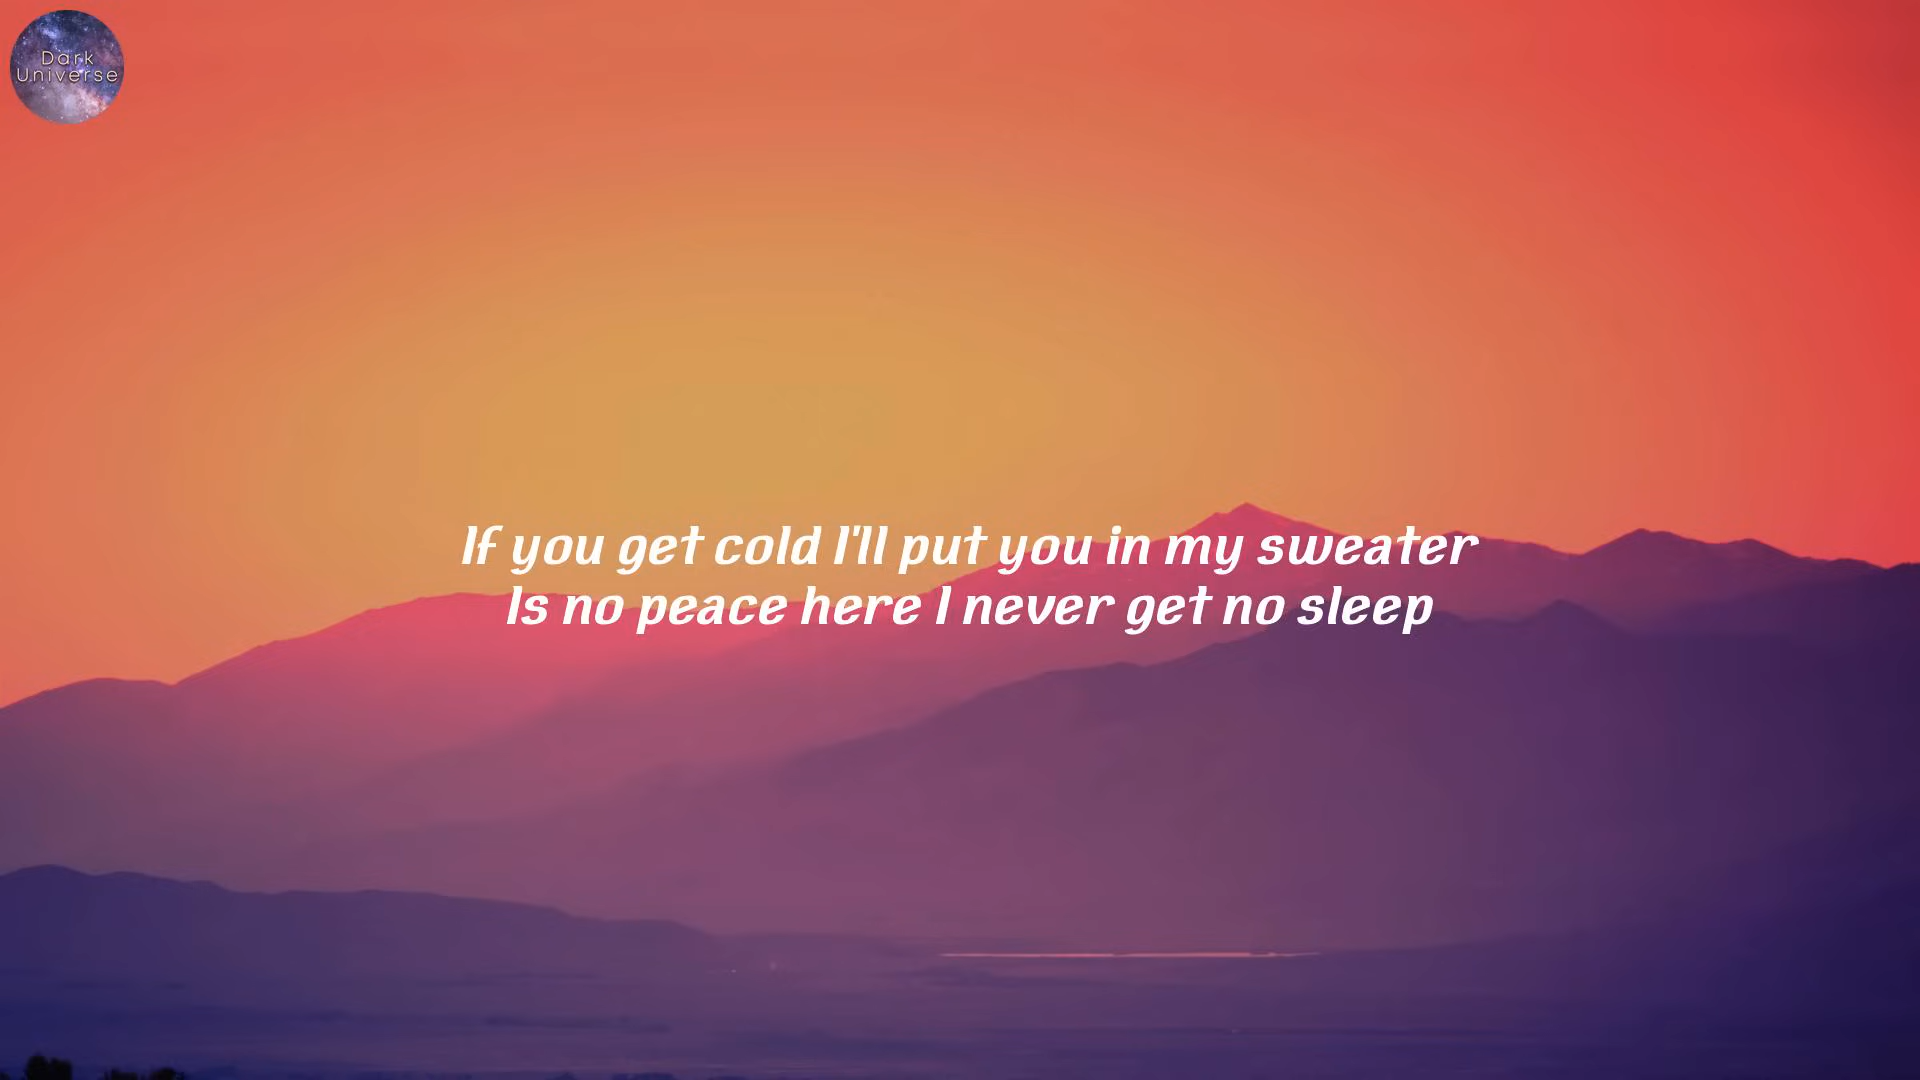 Dark
Universe
If you get cold I'll put you in my sweater
Is no peace here I never get no sleep